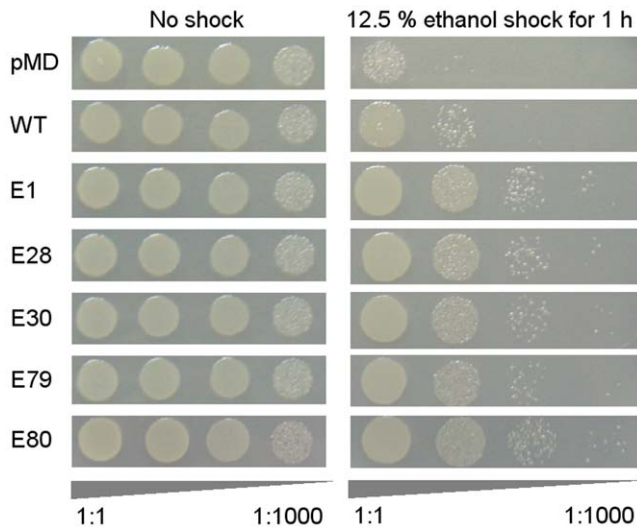 No shock
12.5 % ethanol shock for 1 h
pMD
WT
E1
E28
E30
E79
E80
1:1
1:1000
1:1
1:1000